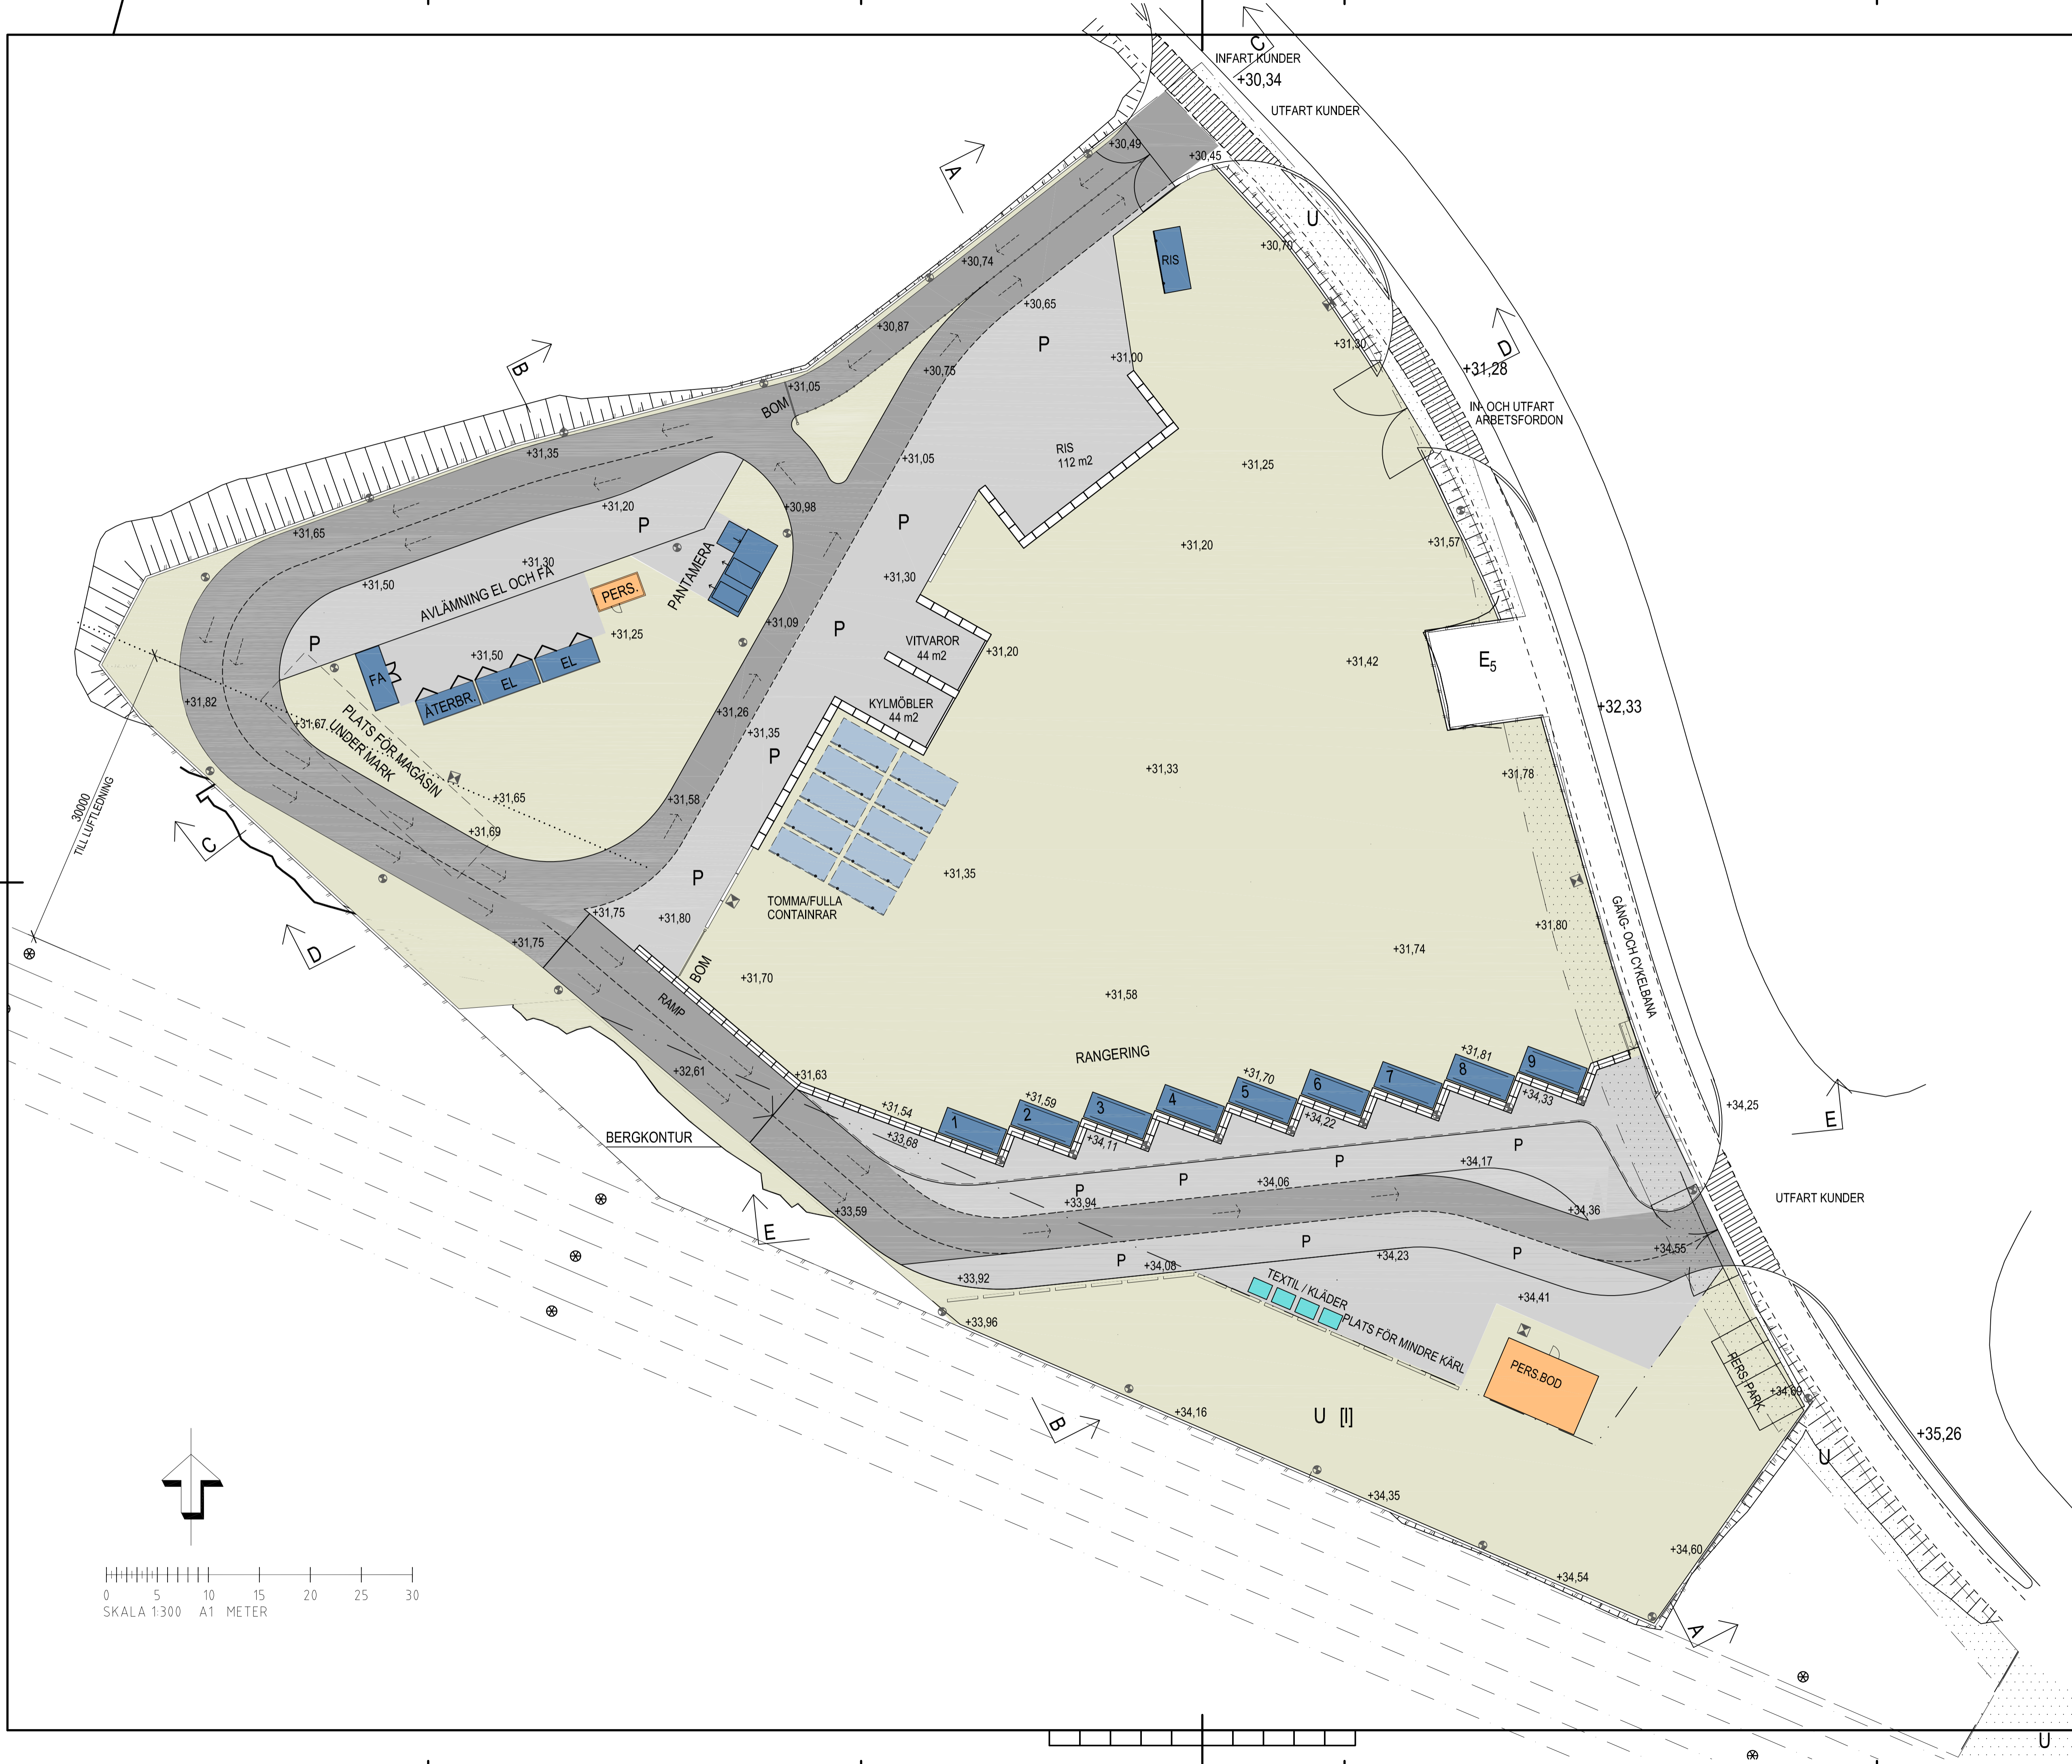 C
INFART KUNDER
+30,34
UTFART KUNDER
+30,49
+30,45
A
U
+30,70
+30,74
RIS
+30,65
+30,87
P
+31,00
+31,30
D
+31,28
B
+31,05
BOM
+30,75
IN- OCH UTFART
ARBETSFORDON
+31,35
+31,05
RIS
112 m2
+31,25
+31,65
+31,20
P
+30,98
P
+31,20
+31,57
+31,50
+31,30
AVLÄMNING EL OCH FA
PERS.
PANTAMERA
+31,30
P
+31,25
+31,09
P
VITVAROR
44 m2
+31,20
+31,42
E5
+31,50
FA
ÅTERBR.
EL
EL
+31,82
+31,67
PLATS FÖR MAGASIN
UNDER MARK
+31,26
+31,35
KYLMÖBLER
44 m2
+32,33
P
+31,33
+31,78
30000
TILL LUFTLEDNING
+31,65
+31,58
+31,69
C
P
+31,35
TOMMA/FULLA
CONTAINRAR
+31,75
+31,80
+31,80
GÅNG- OCH CYKELBANA
D
+31,75
BOM
+31,70
+31,74
RAMP
+31,58
RANGERING
+32,61
+31,63
+31,54
+31,59
+31,70
+31,81
1
2
3
4
5
6
7
8
9
+33,68
+34,11
+34,22
+34,33
+34,25
E
BERGKONTUR
P
P
P
P
+34,17
+33,94
+34,06
UTFART KUNDER
+33,59
+34,36
E
P
P
P
+34,55
+33,92
+34,08
+34,23
TEXTIL / KLÄDER
PLATS FÖR MINDRE KÄRL
+34,41
+33,96
PERS.BOD
PERS. PARK.
+34,69
B
+34,16
U [I]
U
+35,26
+34,35
+34,60
+34,54
A
0 5 10 15 20 25 30
SKALA 1:300 A1 METER
U